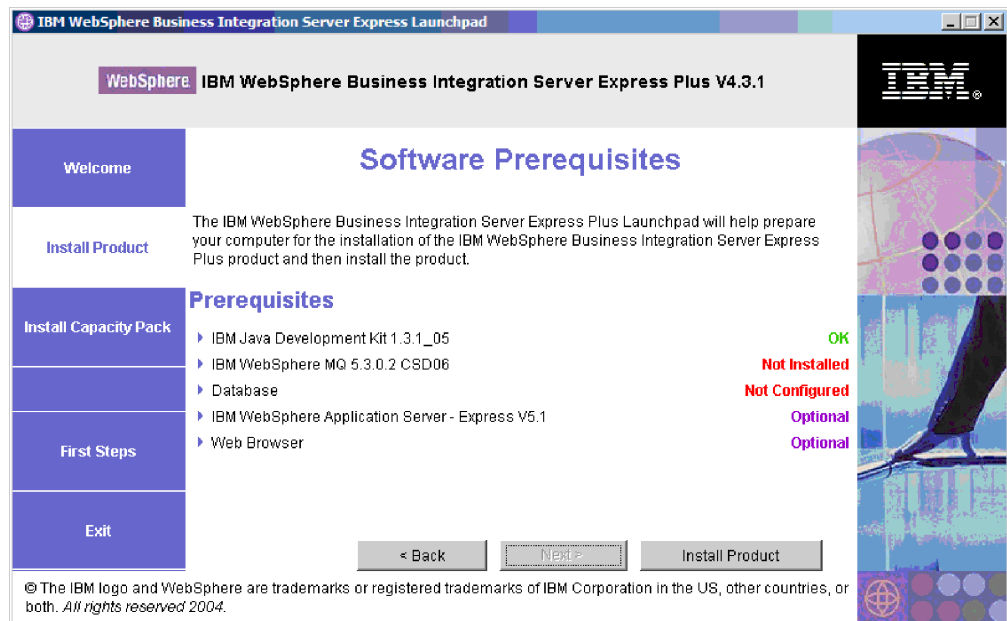 IBM WebSphere Business Integration Server Express Launchpad
WebSphere IBM WebSphere Business Integration Server Express Plus V4.3.1
IBM®
Welcome
Install Product
Install Capacity Pack
First Steps
Exit
Software Prerequisites
The IBM WebSphere Business Integration Server Express Plus Launchpad will help prepare
your computer for the installation of the IBM WebSphere Business Integration Server Express
Plus product and then install the product.
Prerequisites
IBM Java Development Kit 1.3.1_05 OK
IBM WebSphere MQ 5.3.0.2 CSD06 Not Installed
Database Not Configured
IBM WebSphere Application Server - Express V5.1 Optional
Web Browser Optional
< Back Next > Install Product
© The IBM logo and WebSphere are trademarks or registered trademarks of IBM Corporation in the US, other countries, or
both. All rights reserved 2004.